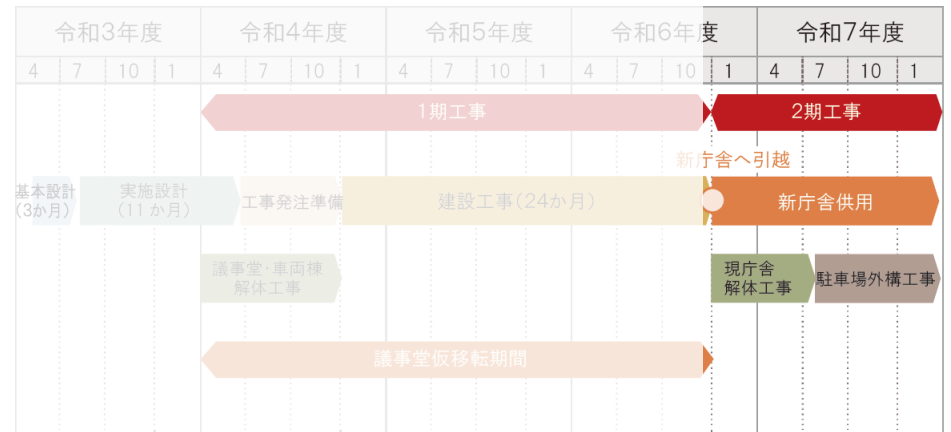 令和3年度 令和4年度 令和5年度 令和6年度 令和7年度
4 7 10 1 4 7 10 1 4 7 10 1 4 7 10 1 4 7 10 1
1期工事 2期工事
新庁舎へ引越
基本設計
(3か月)
実施設計
(11か月)
工事発注準備
建設工事(24か月)
新庁舎供用
議事堂・車両棟
解体工事
現庁舎
解体工事
駐車場外構工事
議事堂仮移転期間